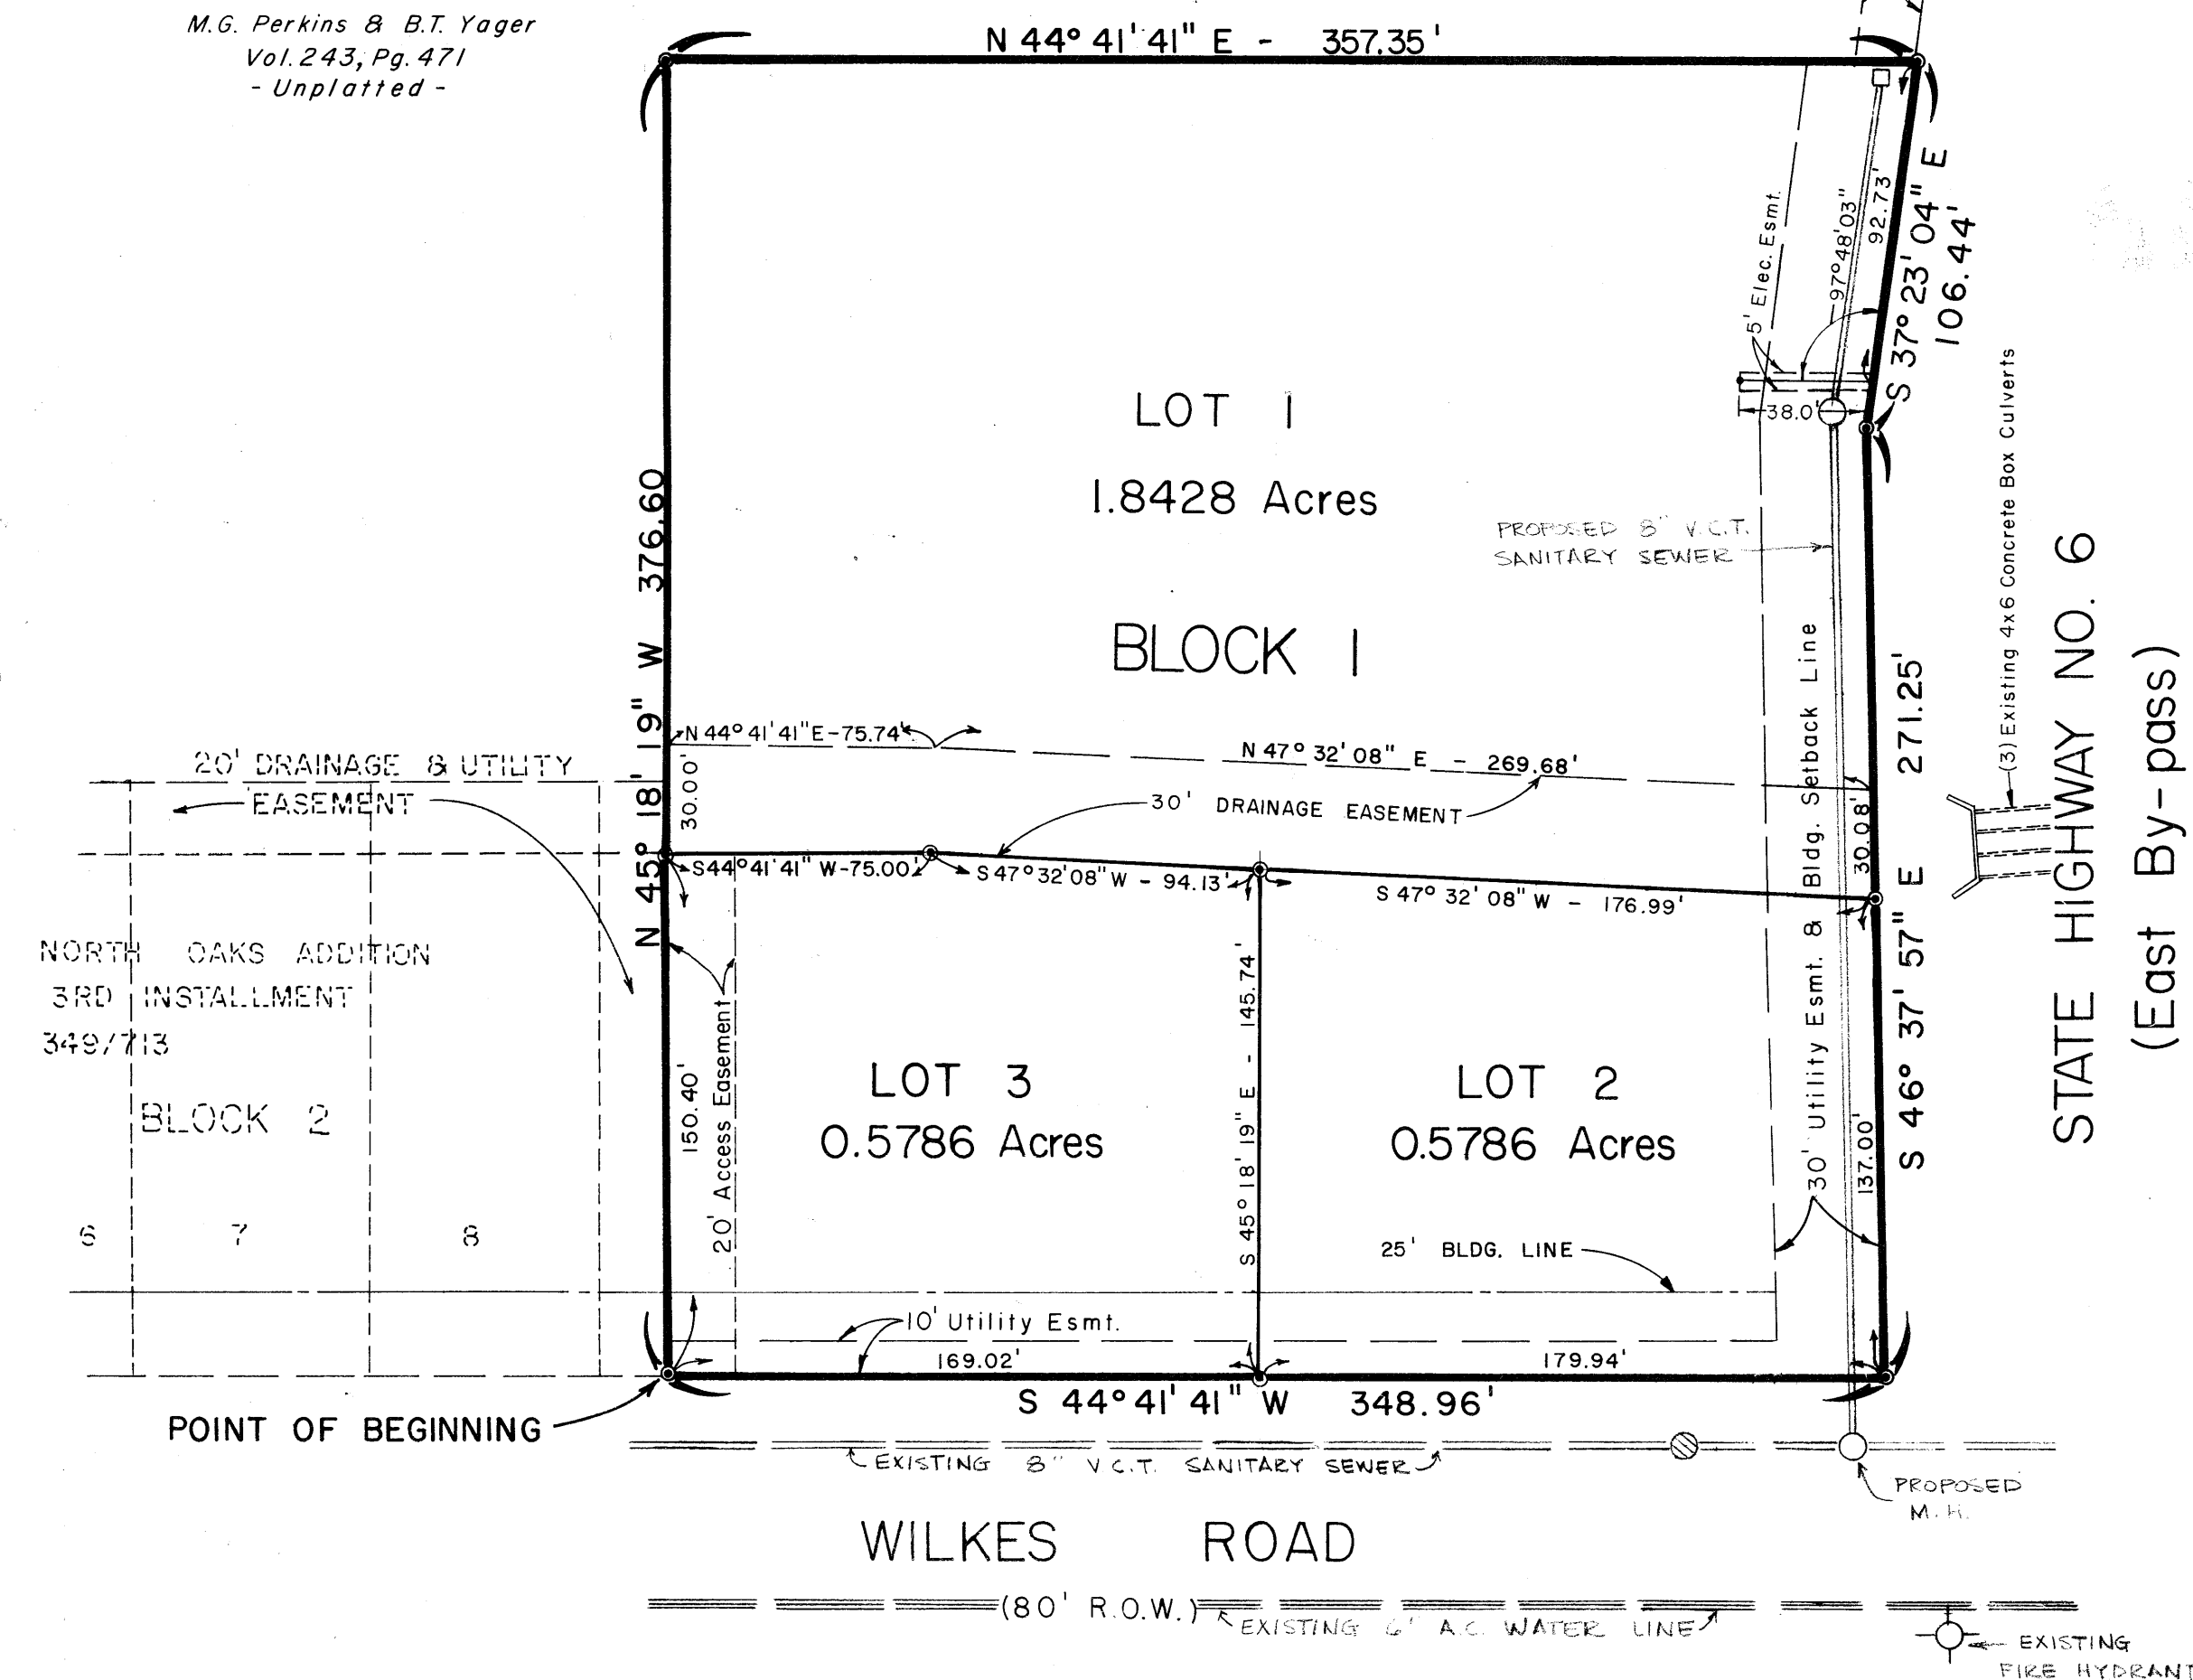 M.G. Perkins & B.T. Yager
Vol. 243, Pg. 471
- Unplatted -
N 44° 41' 41" E - 357.35'
S 37° 23' 04" E
106.44'
92.73'
97°48'03"
5' Elec. Esmt.
38.0'
LOT 1
1.8428 Acres
PROPOSED 8" V.C.T.
SANITARY SEWER
BLOCK 1
N 45° 18' 19" W 376.60
(3) Existing 4x6 Concrete Box Culverts
STATE HIGHWAY NO. 6
(East By-pass)
S 46° 37' 57" E 271.25'
30' Utility Esmt. & Bldg. Setback Line
N 44° 41' 41" E - 75.74'
N 47° 32' 08" E - 269.68'
30.00'
30' DRAINAGE EASEMENT
30.08'
20' DRAINAGE & UTILITY
EASEMENT
S 44° 41' 41" W - 75.00'
S 47° 32' 08" W - 94.13'
S 47° 32' 08" W - 176.99'
NORTH OAKS ADDITION
3RD INSTALLMENT
349/713
BLOCK 2
6 7 8
150.40'
20' Access Easement
LOT 3
0.5786 Acres
S 45° 18' 19" E - 145.74'
LOT 2
0.5786 Acres
137.00'
25' BLDG. LINE
10' Utility Esmt.
169.02'
179.94'
S 44° 41' 41" W 348.96'
POINT OF BEGINNING
EXISTING 8" V.C.T. SANITARY SEWER
PROPOSED
M.H.
WILKES ROAD
(80' R.O.W.)
EXISTING 6" A.C. WATER LINE
EXISTING
FIRE HYDRANT